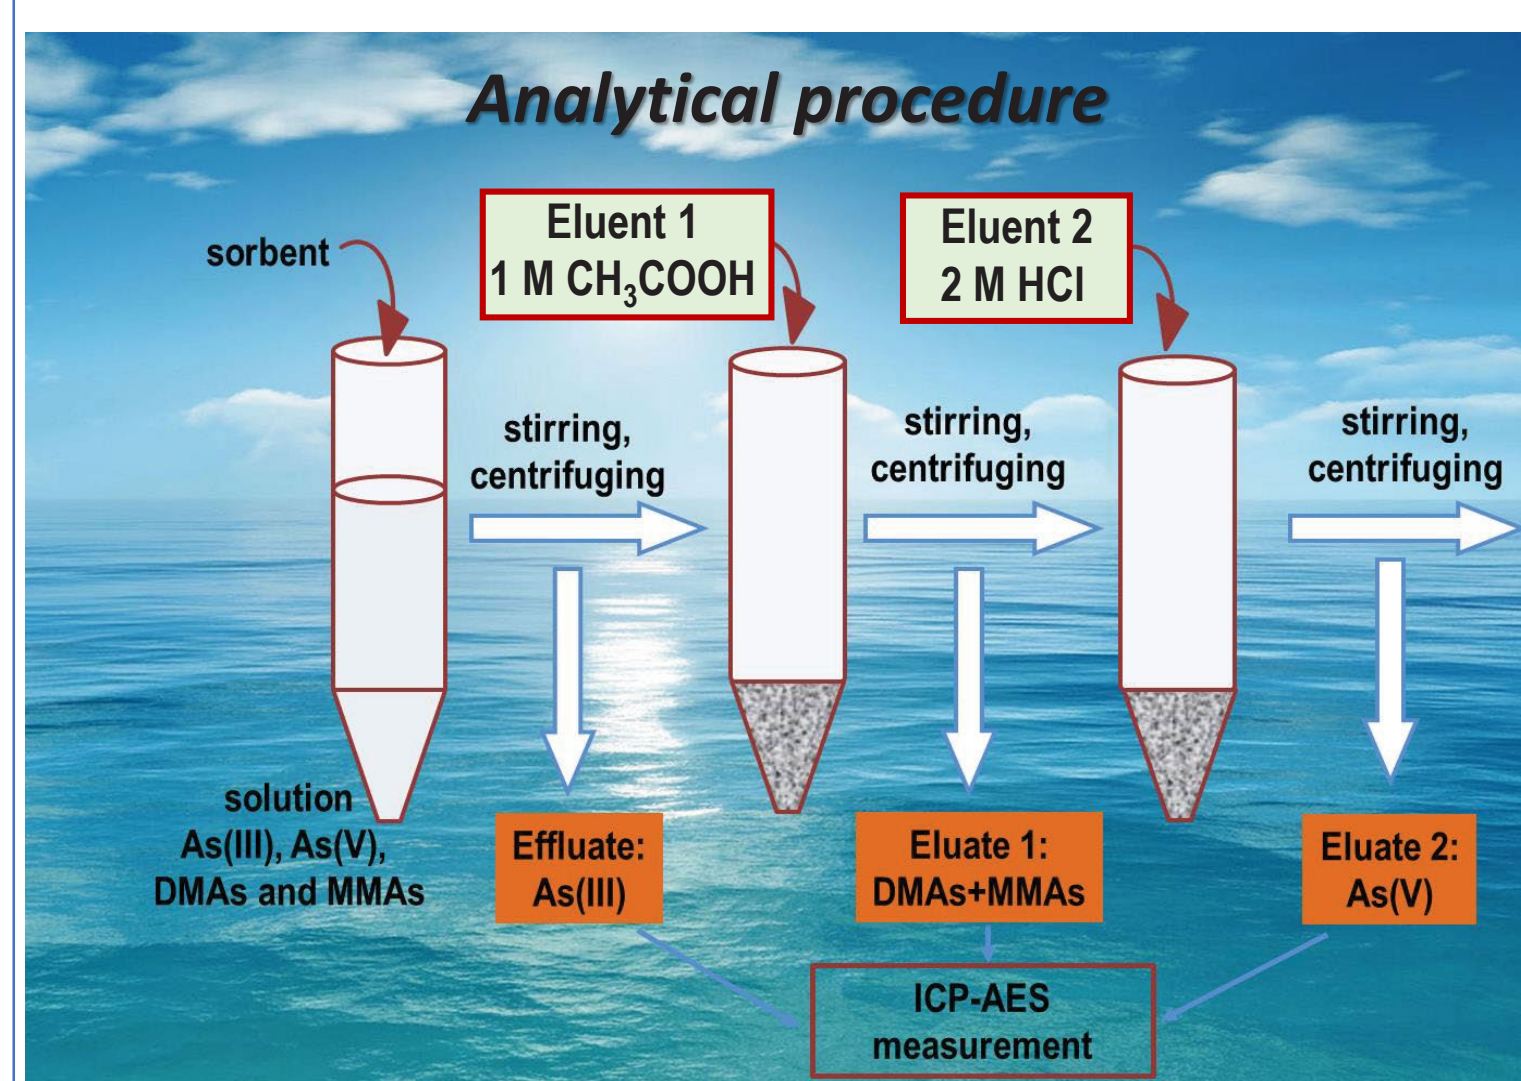 Analytical procedure
sorbent
Eluent 1
1 M CH₃COOH
Eluent 2
2 M HCl
stirring,
centrifuging
stirring,
centrifuging
stirring,
centrifuging
solution
As(III), As(V),
DMAs and MMAs
Effluate:
As(III)
Eluate 1:
DMAs+MMAs
Eluate 2:
As(V)
ICP-AES
measurement